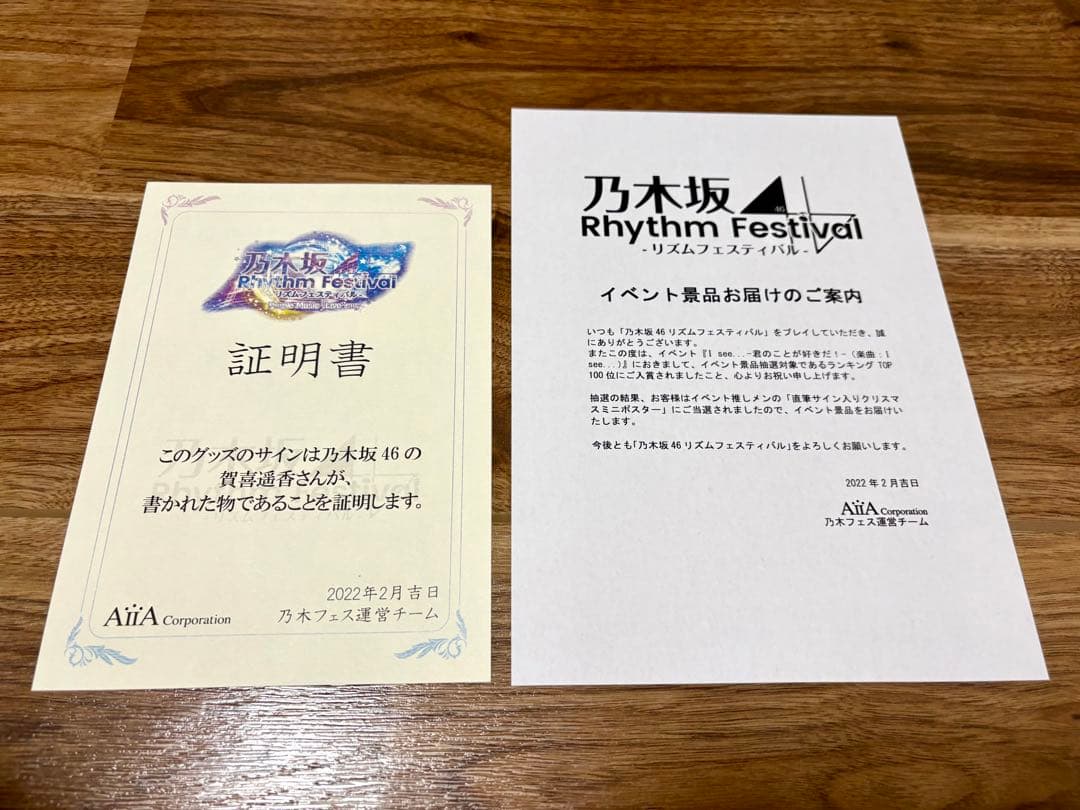 乃木坂46
Rhythm Festival
- リズムフェスティバル -
証明書
このグッズのサインは乃木坂46の
賀喜遥香さんが、
書かれた物であることを証明します。
2022年2月吉日
AiiA Corporation
乃木フェス運営チーム
乃木坂46
Rhythm Festival
- リズムフェスティバル -
イベント景品お届けのご案内
いつも「乃木坂46リズムフェスティバル」をプレイしていただき、誠
にありがとうございます。
またこの度は、イベント『I see...-君のことが好きだ!-（楽曲：I
see...）』におきまして、イベント景品抽選対象であるランキングTOP
100位にご入賞されましたこと、心よりお祝い申し上げます。
抽選の結果、お客様はイベント推しメンの「直筆サイン入りクリスマ
スミニポスター」にご当選されましたので、イベント景品をお届けい
たします。
今後とも「乃木坂46リズムフェスティバル」をよろしくお願いします。
2022年2月吉日
AiiA Corporation
乃木フェス運営チーム